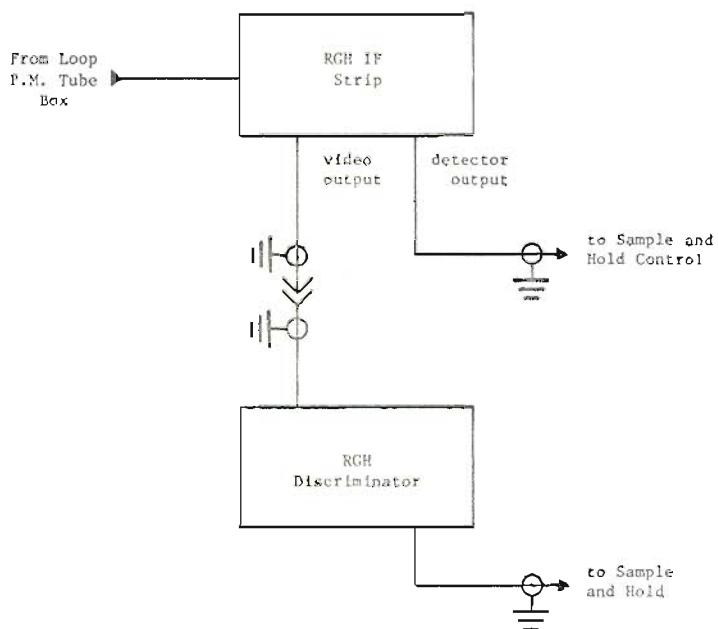 From Loop
P.M. Tube
Box
RGH IF
Strip
video
output
detector
output
to Sample and
Hold Control
RGH
Discriminator
to Sample
and Hold